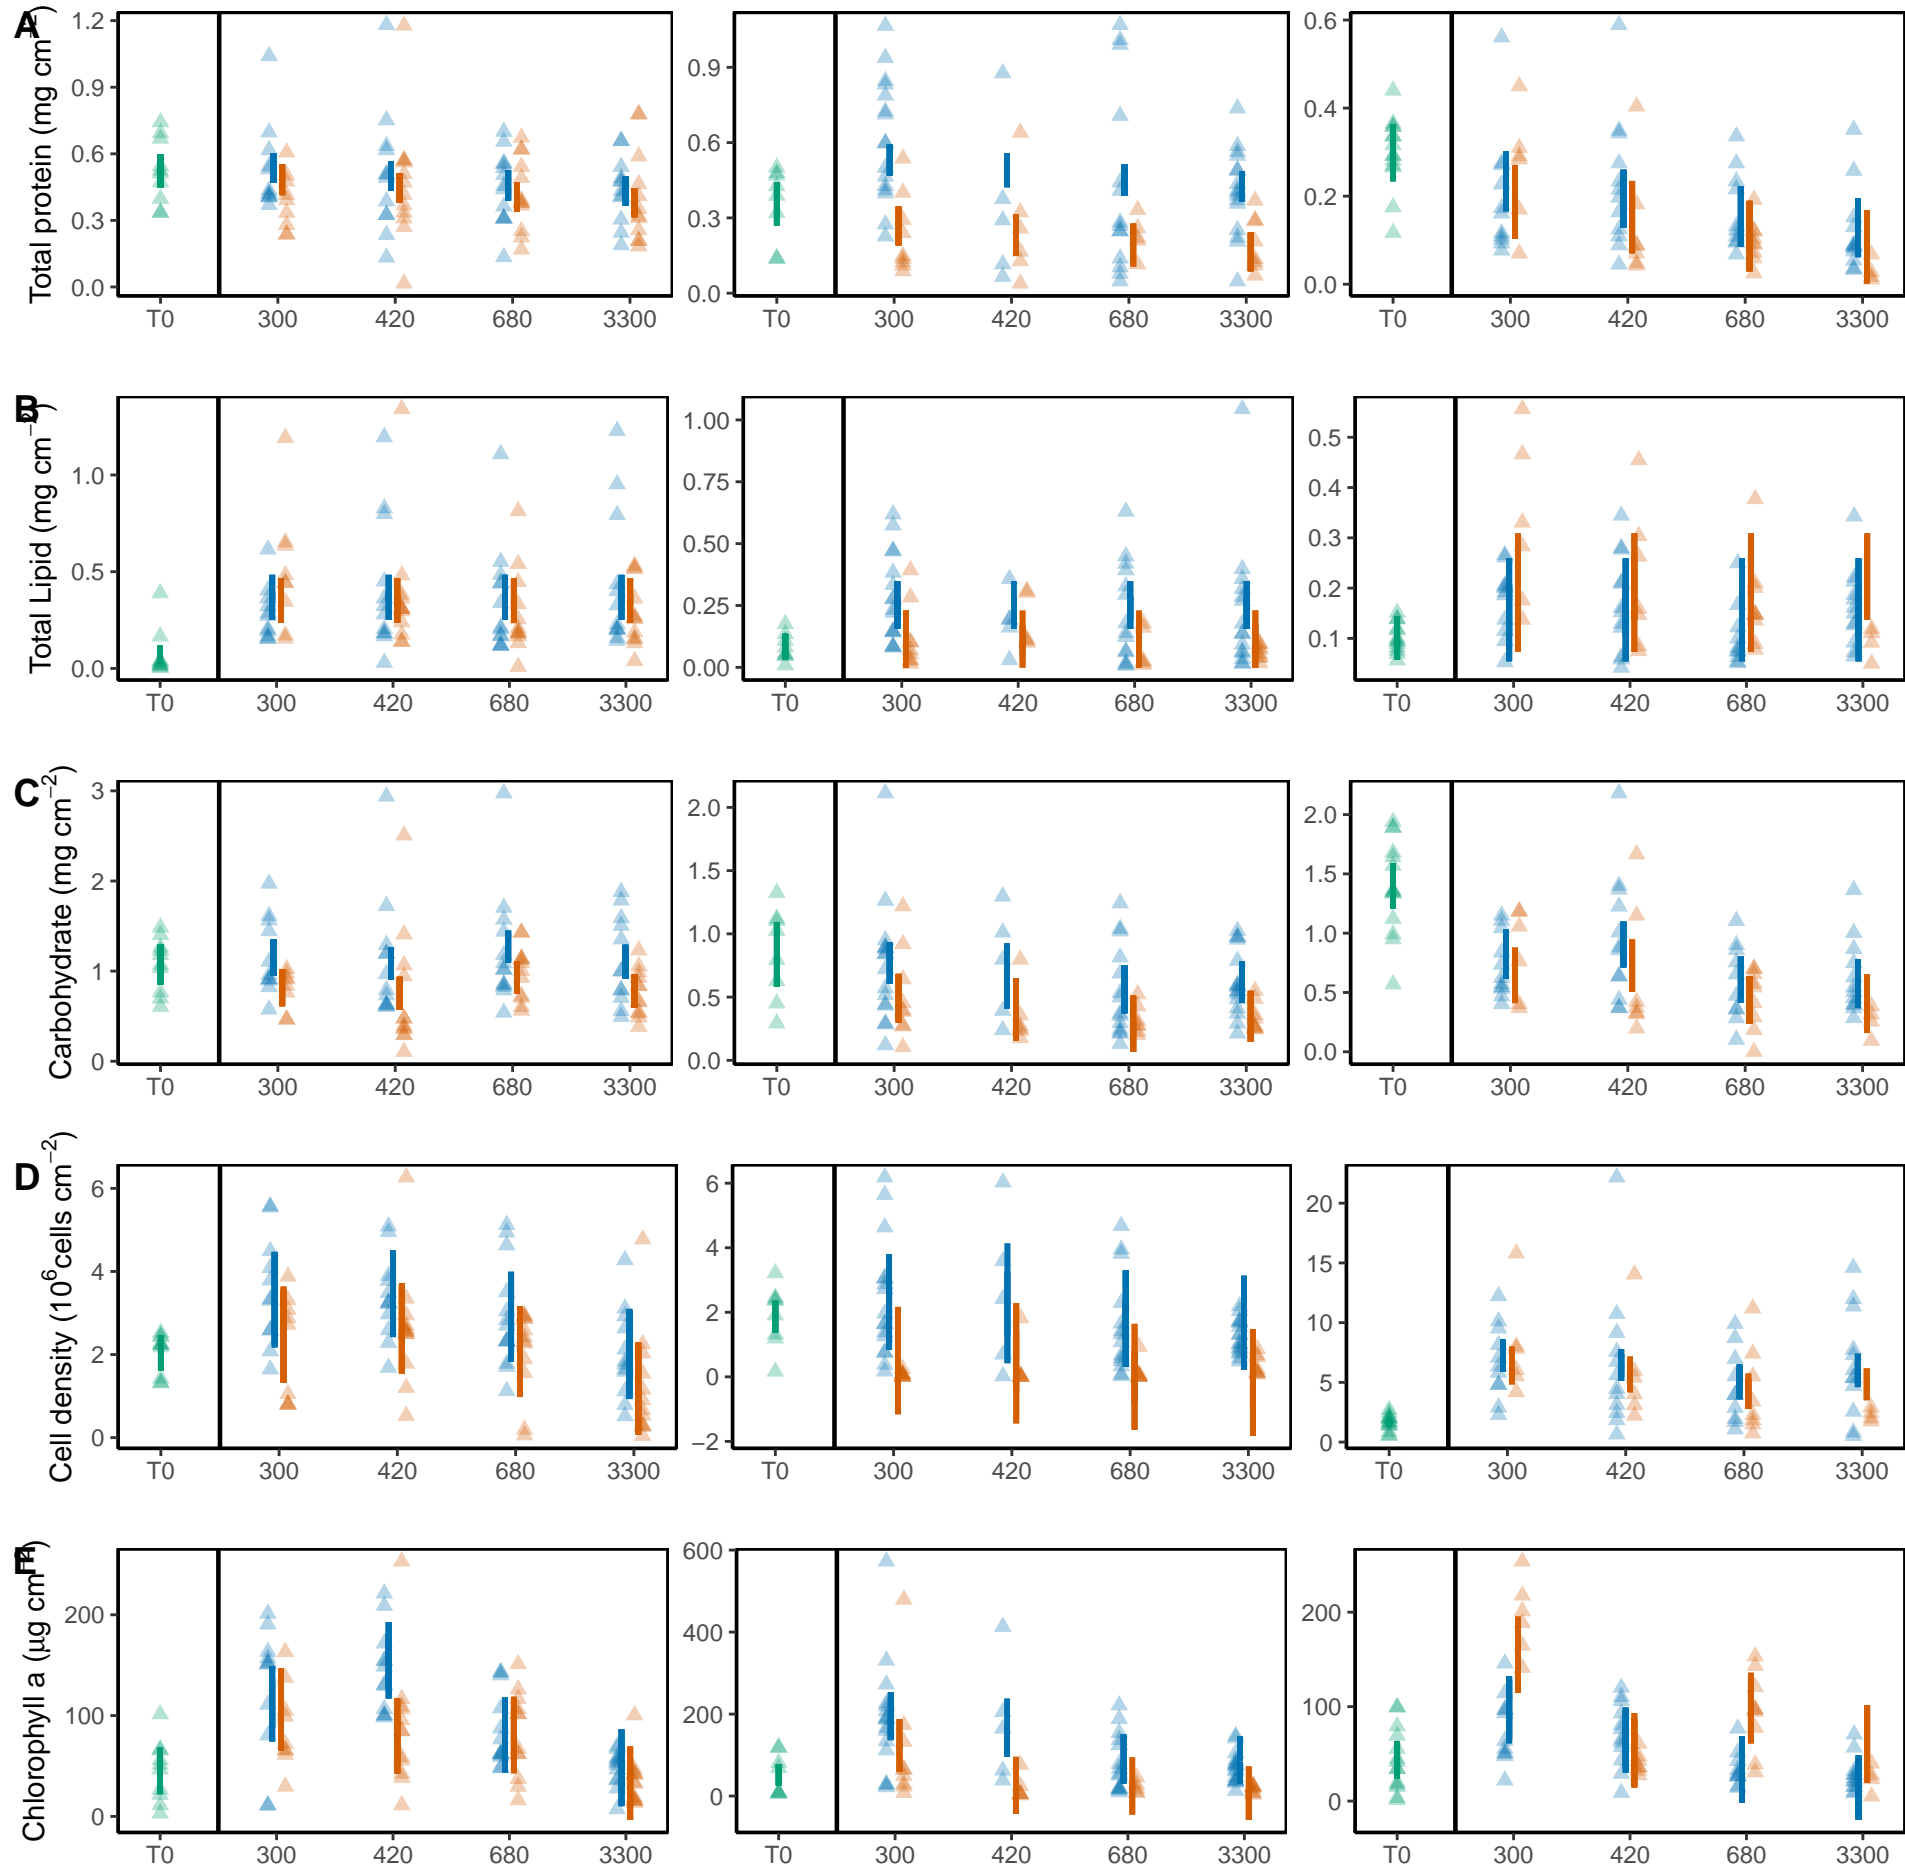 A
Total protein (mg cm−2)
1.2
0.9
0.6
0.3
0.0
T0 300 420 680 3300
0.9
0.6
0.3
0.0
T0 300 420 680 3300
0.6
0.4
0.2
0.0
T0 300 420 680 3300
B
Total Lipid (mg cm−2)
1.0
0.5
0.0
T0 300 420 680 3300
1.00
0.75
0.50
0.25
0.00
T0 300 420 680 3300
0.5
0.4
0.3
0.2
0.1
T0 300 420 680 3300
C
Carbohydrate (mg cm−2)
3
2
1
0
T0 300 420 680 3300
2.0
1.5
1.0
0.5
0.0
T0 300 420 680 3300
2.0
1.5
1.0
0.5
0.0
T0 300 420 680 3300
D
Cell density (106cells cm−2)
6
4
2
0
T0 300 420 680 3300
6
4
2
0
−2
T0 300 420 680 3300
20
15
10
5
0
T0 300 420 680 3300
E
Chlorophyll a (µg cm−2)
200
100
0
T0 300 420 680 3300
600
400
200
0
T0 300 420 680 3300
200
100
0
T0 300 420 680 3300